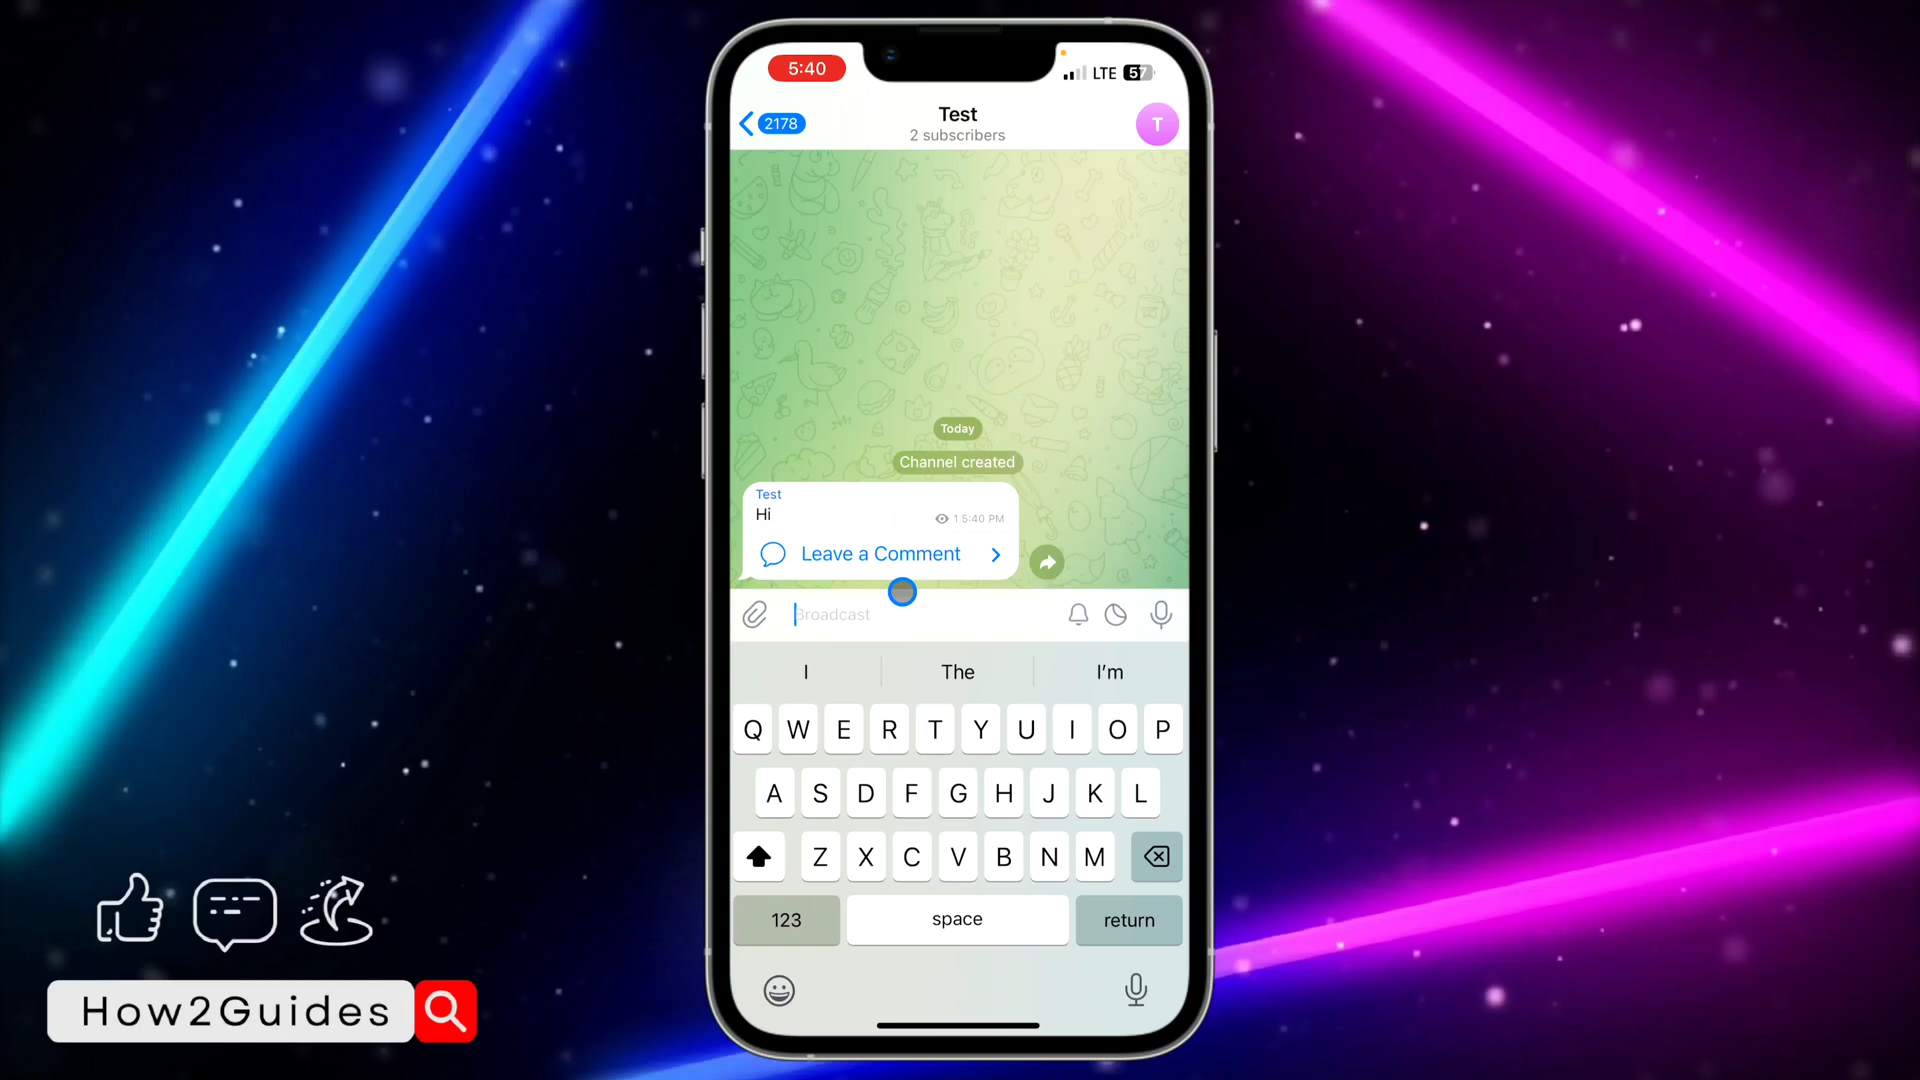 5:40
LTE 57
2178
Test
2 subscribers
T
Today
Channel created
Test
Hi
1 5:40 PM
Leave a Comment
Broadcast
I The I'm
Q W E R T Y U I O P
A S D F G H J K L
Z X C V B N M
123 space return
How2Guides